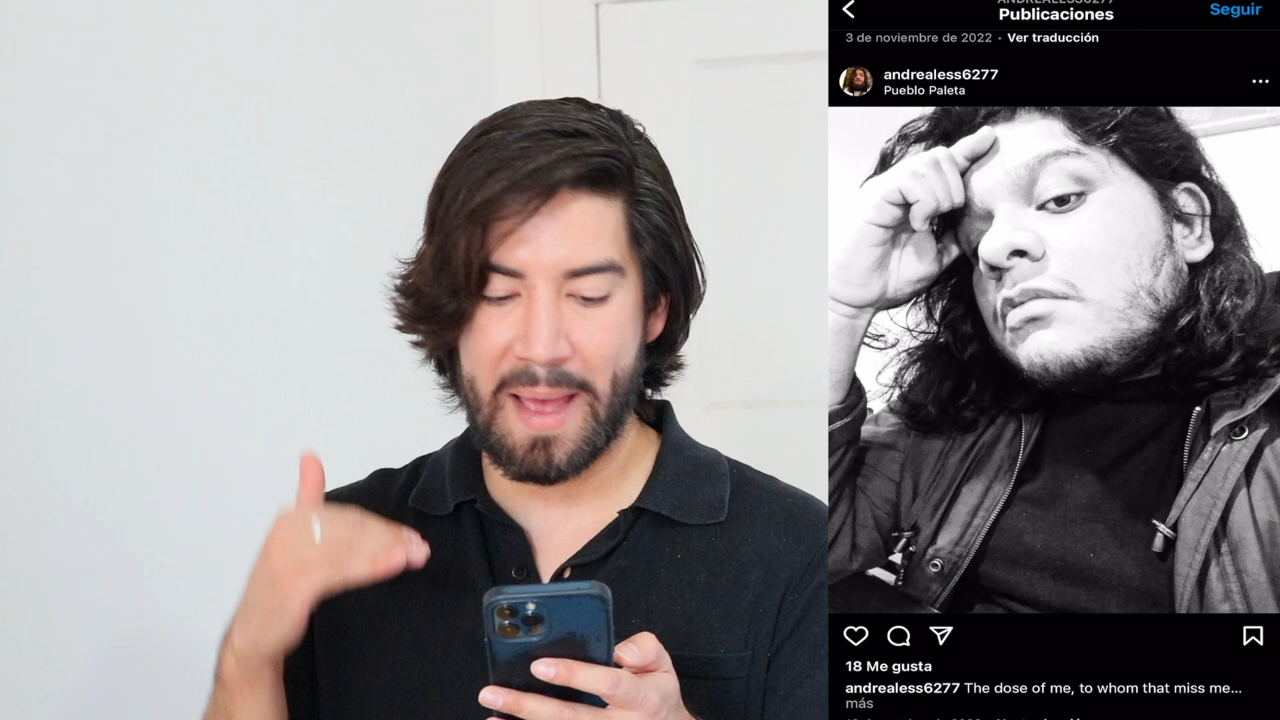 ANDREALESS6277
Publicaciones
Seguir
3 de noviembre de 2022 · Ver traducción
andrealess6277
Pueblo Paleta
18 Me gusta
andrealess6277 The dose of me, to whom that miss me...
más